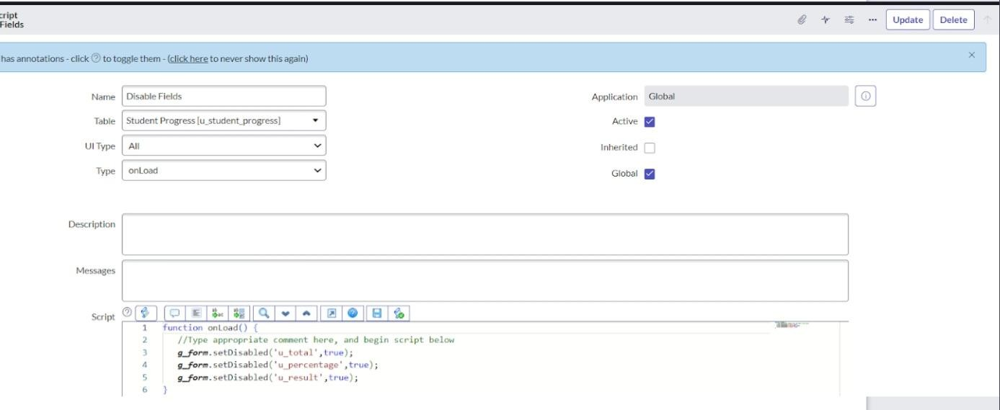 cript
Fields
Update
Delete
has annotations - click ? to toggle them - (click here to never show this again)
Name
Disable Fields
Application
Global
Table
Student Progress [u_student_progress]
Active
UI Type
All
Inherited
Type
onLoad
Global
Description
Messages
Script
1 function onLoad() {
2 //Type appropriate comment here, and begin script below
3 g_form.setDisabled('u_total',true);
4 g_form.setDisabled('u_percentage',true);
5 g_form.setDisabled('u_result',true);
6 }